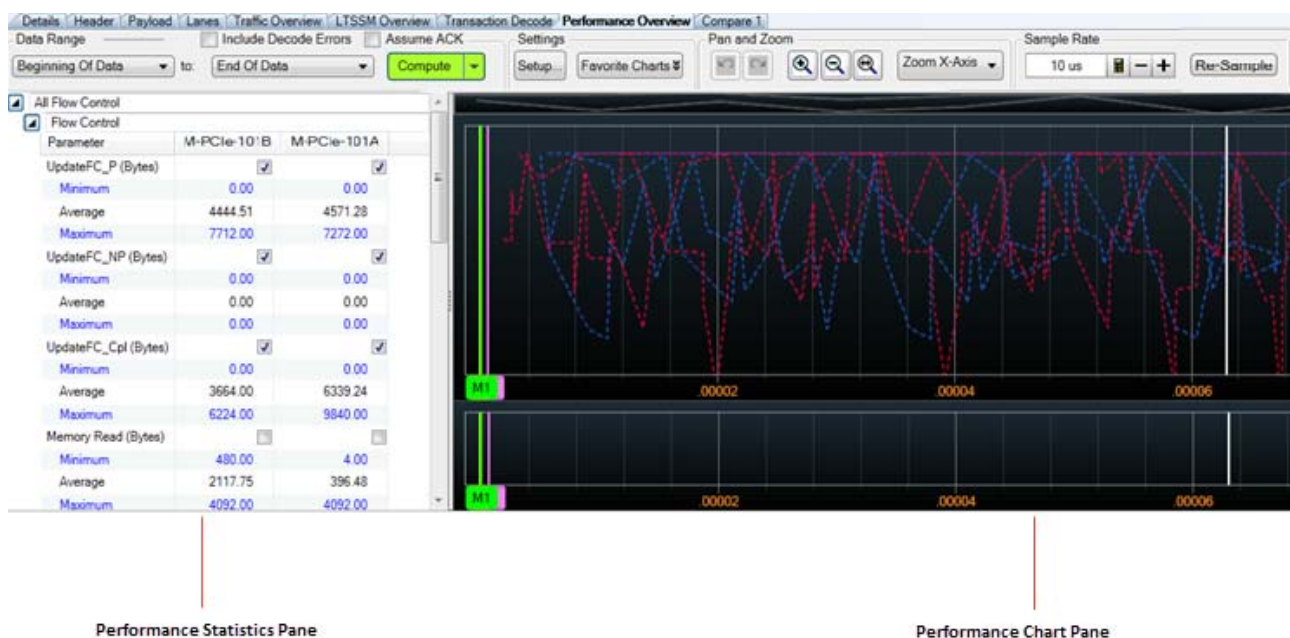 Details Header Payload Lanes Traffic Overview LTSSM Overview Transaction Decode Performance Overview Compare 1
Data Range Include Decode Errors Assume ACK Settings Pan and Zoom Sample Rate
Beginning Of Data to: End Of Data Compute Setup... Favorite Charts Zoom X-Axis 10 us Re-Sample
All Flow Control
Flow Control
Parameter M-PCIe-101B M-PCIe-101A
UpdateFC_P (Bytes)
Minimum 0.00 0.00
Average 4444.51 4571.28
Maximum 7712.00 7272.00
UpdateFC_NP (Bytes)
Minimum 0.00 0.00
Average 0.00 0.00
Maximum 0.00 0.00
UpdateFC_Cpl (Bytes)
Minimum 0.00 0.00
Average 3664.00 6339.24
Maximum 6224.00 9840.00
Memory Read (Bytes)
Minimum 480.00 4.00
Average 2117.75 396.48
Maximum 4092.00 4092.00
M1 .00002 .00004 .00006
M1 .00002 .00004 .00006
Performance Statistics Pane Performance Chart Pane